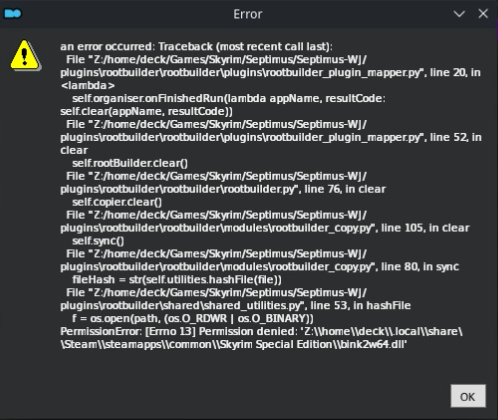 Error
an error occurred: Traceback (most recent call last):
File "Z:/home/deck/Games/Skyrim/Septimus/Septimus-WJ/
plugins\rootbuilder\rootbuilder\plugins\rootbuilder_plugin_mapper.py", line 20, in
<lambda>
self.organiser.onFinishedRun(lambda appName, resultCode:
self.clear(appName, resultCode))
File "Z:/home/deck/Games/Skyrim/Septimus/Septimus-WJ/
plugins\rootbuilder\rootbuilder\plugins\rootbuilder_plugin_mapper.py", line 52, in
clear
self.rootBuilder.clear()
File "Z:/home/deck/Games/Skyrim/Septimus/Septimus-WJ/
plugins\rootbuilder\rootbuilder\rootbuilder.py", line 76, in clear
self.copier.clear()
File "Z:/home/deck/Games/Skyrim/Septimus/Septimus-WJ/
plugins\rootbuilder\rootbuilder\modules\rootbuilder_copy.py", line 105, in clear
self.sync()
File "Z:/home/deck/Games/Skyrim/Septimus/Septimus-WJ/
plugins\rootbuilder\rootbuilder\modules\rootbuilder_copy.py", line 80, in sync
fileHash = str(self.utilities.hashFile(file))
File "Z:/home/deck/Games/Skyrim/Septimus/Septimus-WJ/
plugins\rootbuilder\shared\shared_utilities.py", line 53, in hashFile
f = os.open(path, (os.O_RDWR | os.O_BINARY))
PermissionError: [Errno 13] Permission denied: 'Z:\\home\\deck\\.local\\share\
\Steam\\steamapps\\common\\Skyrim Special Edition\\bink2w64.dll'
OK